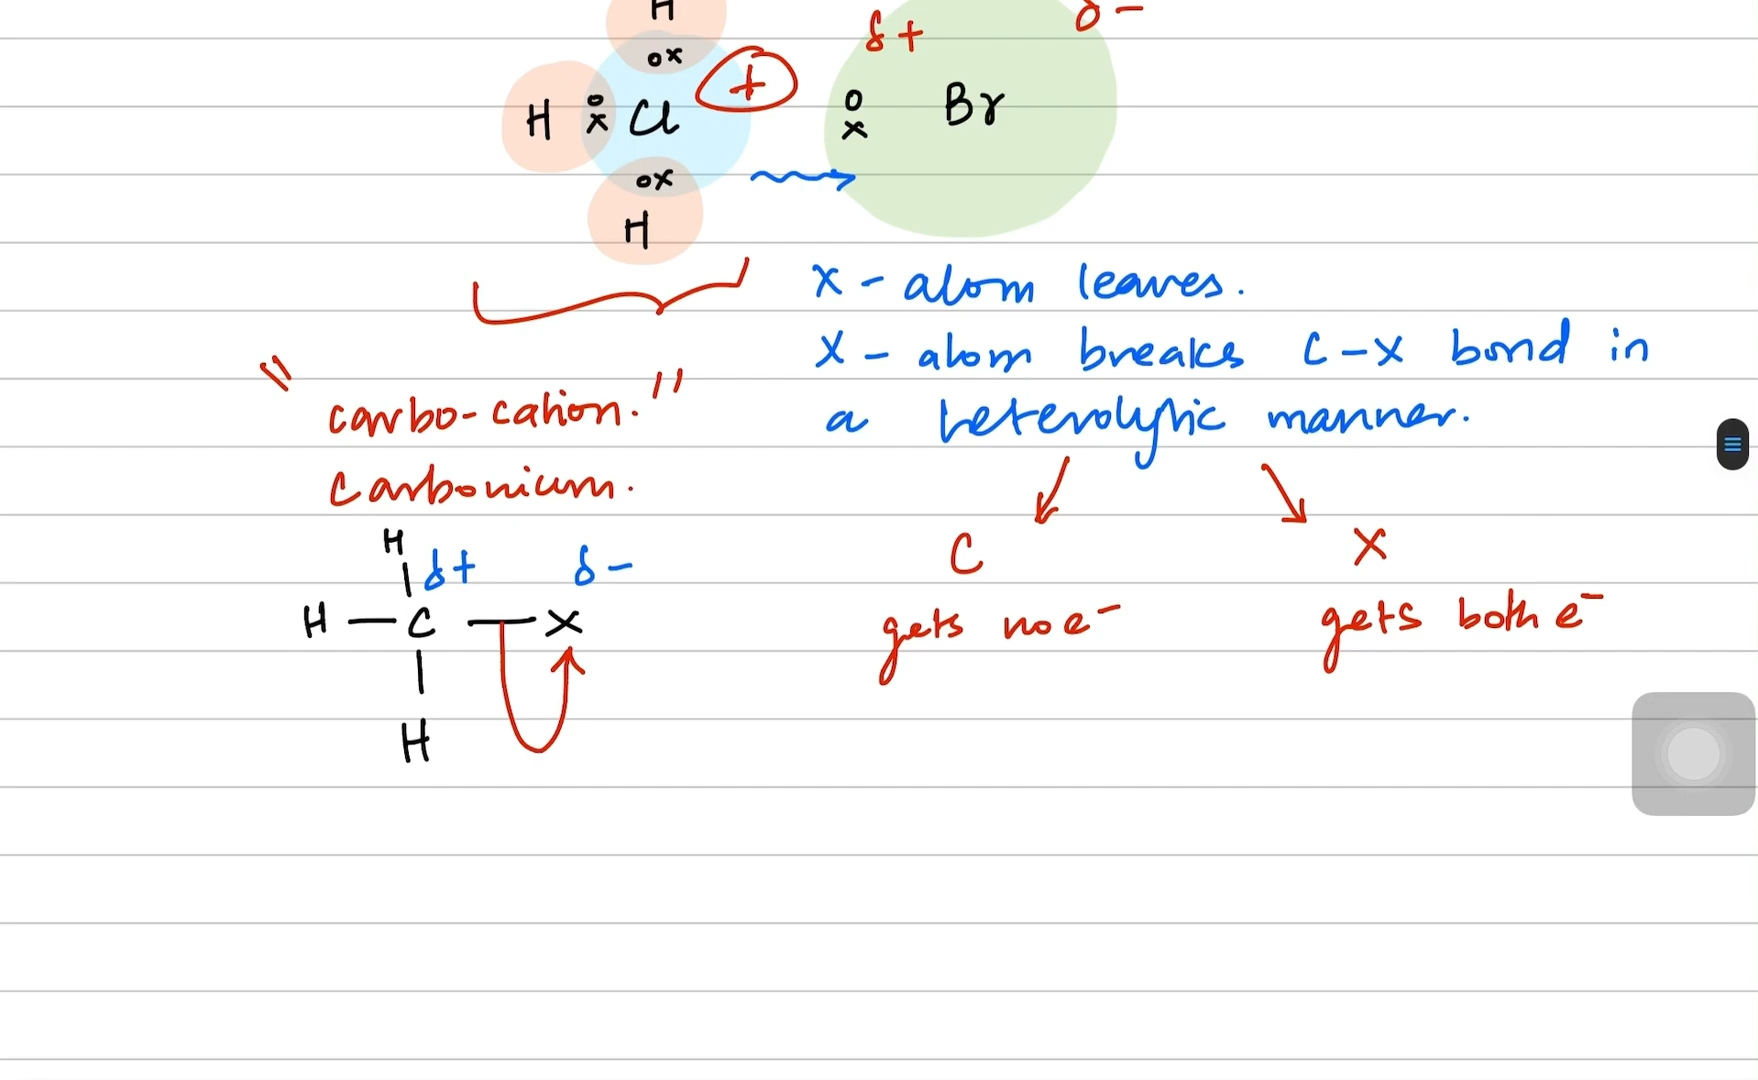 H
δ+ δ-
ox
+
H o x Cl o x Br
ox
H
X - atom leaves.
X - atom breaks C-X bond in
a heterolytic manner.
"carbo-cation."
Carbonium.
H
δ+ δ-
H — C — X
H
C X
gets no e⁻ gets both e⁻